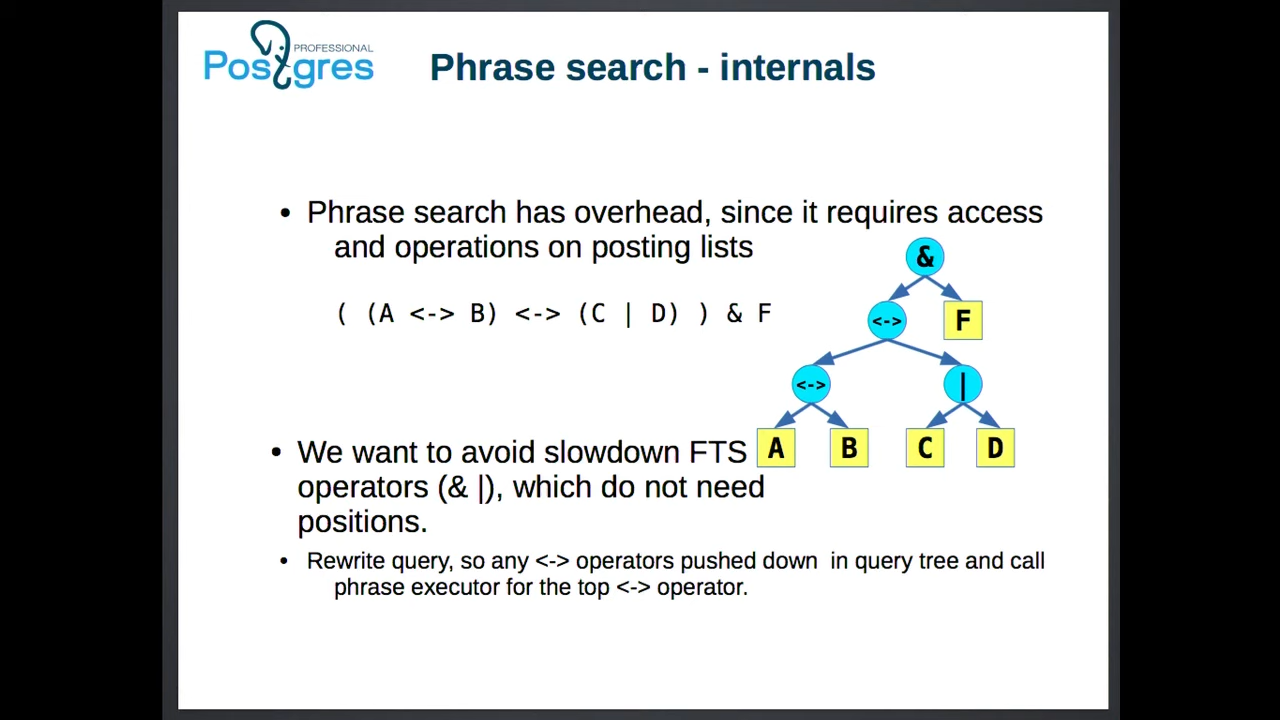 PROFESSIONAL
Postgres
Phrase search - internals
• Phrase search has overhead, since it requires access
and operations on posting lists
( (A <-> B) <-> (C | D) ) & F
&
<-> F
<-> |
A B C D
• We want to avoid slowdown FTS
operators (& |), which do not need
positions.
• Rewrite query, so any <-> operators pushed down  in query tree and call
phrase executor for the top <-> operator.